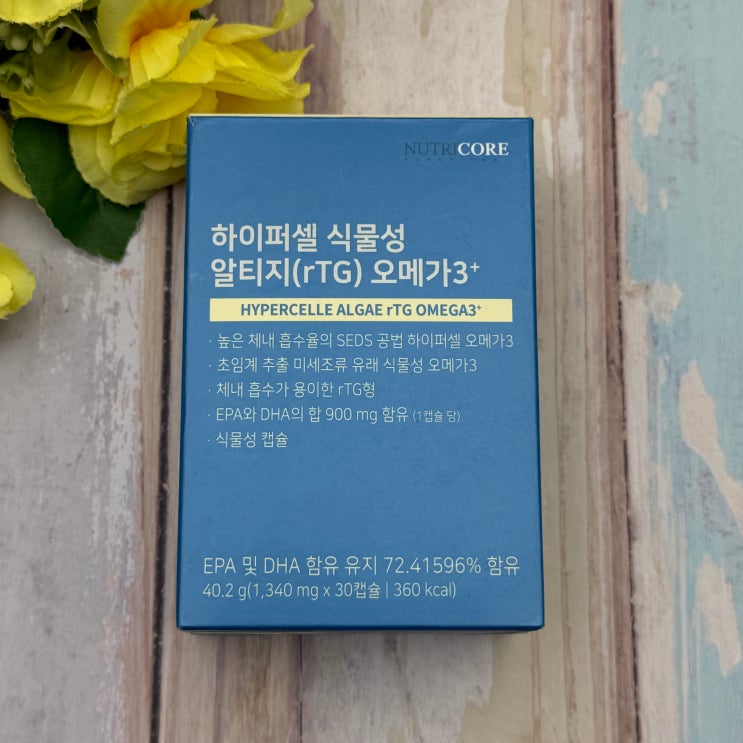 NUTRICORE
하이퍼셀 식물성
알티지(rTG) 오메가3⁺
HYPERCELLE ALGAE rTG OMEGA3⁺
· 높은 체내 흡수율의 SEDS 공법 하이퍼셀 오메가3
· 초임계 추출 미세조류 유래 식물성 오메가3
· 체내 흡수가 용이한 rTG형
· EPA와 DHA의 합 900 mg 함유 (1캡슐 당)
· 식물성 캡슐
EPA 및 DHA 함유 유지 72.41596% 함유
40.2 g(1,340 mg x 30캡슐 | 360 kcal)